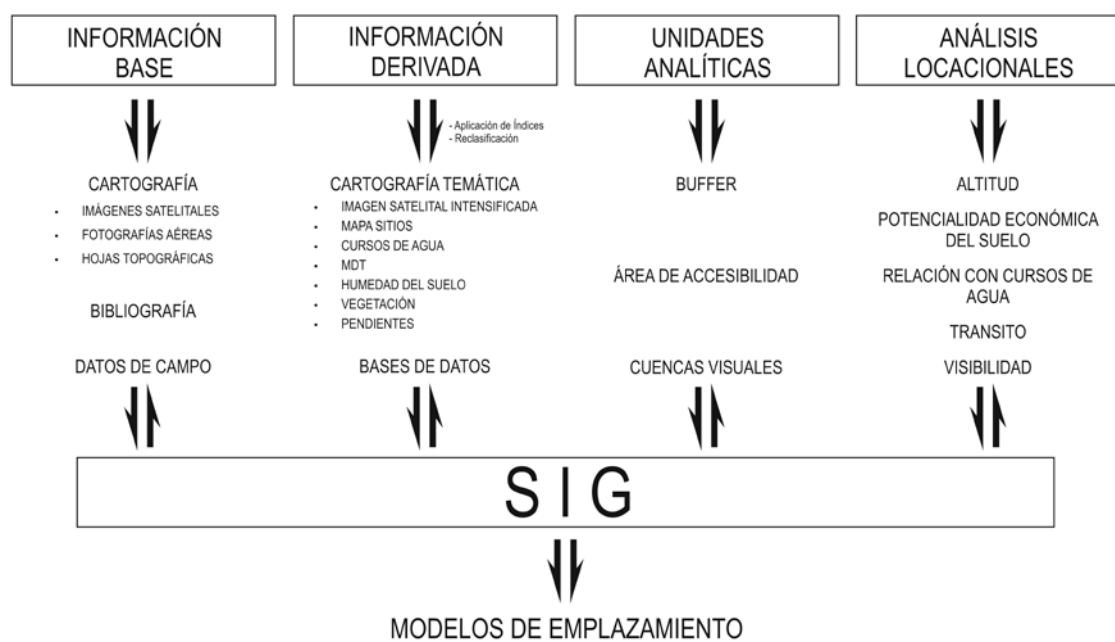 INFORMACIÓN
BASE
CARTOGRAFÍA
• IMÁGENES SATELITALES
• FOTOGRAFÍAS AÉREAS
• HOJAS TOPOGRÁFICAS
BIBLIOGRAFÍA
DATOS DE CAMPO
INFORMACIÓN
DERIVADA
- Aplicación de Índices
- Reclasificación
CARTOGRAFÍA TEMÁTICA
• IMAGEN SATELITAL INTENSIFICADA
• MAPA SITIOS
• CURSOS DE AGUA
• MDT
• HUMEDAD DEL SUELO
• VEGETACIÓN
• PENDIENTES
BASES DE DATOS
UNIDADES
ANALÍTICAS
BUFFER
ÁREA DE ACCESIBILIDAD
CUENCAS VISUALES
ANÁLISIS
LOCACIONALES
ALTITUD
POTENCIALIDAD ECONÓMICA
DEL SUELO
RELACIÓN CON CURSOS DE
AGUA
TRANSITO
VISIBILIDAD
S I G
MODELOS DE EMPLAZAMIENTO